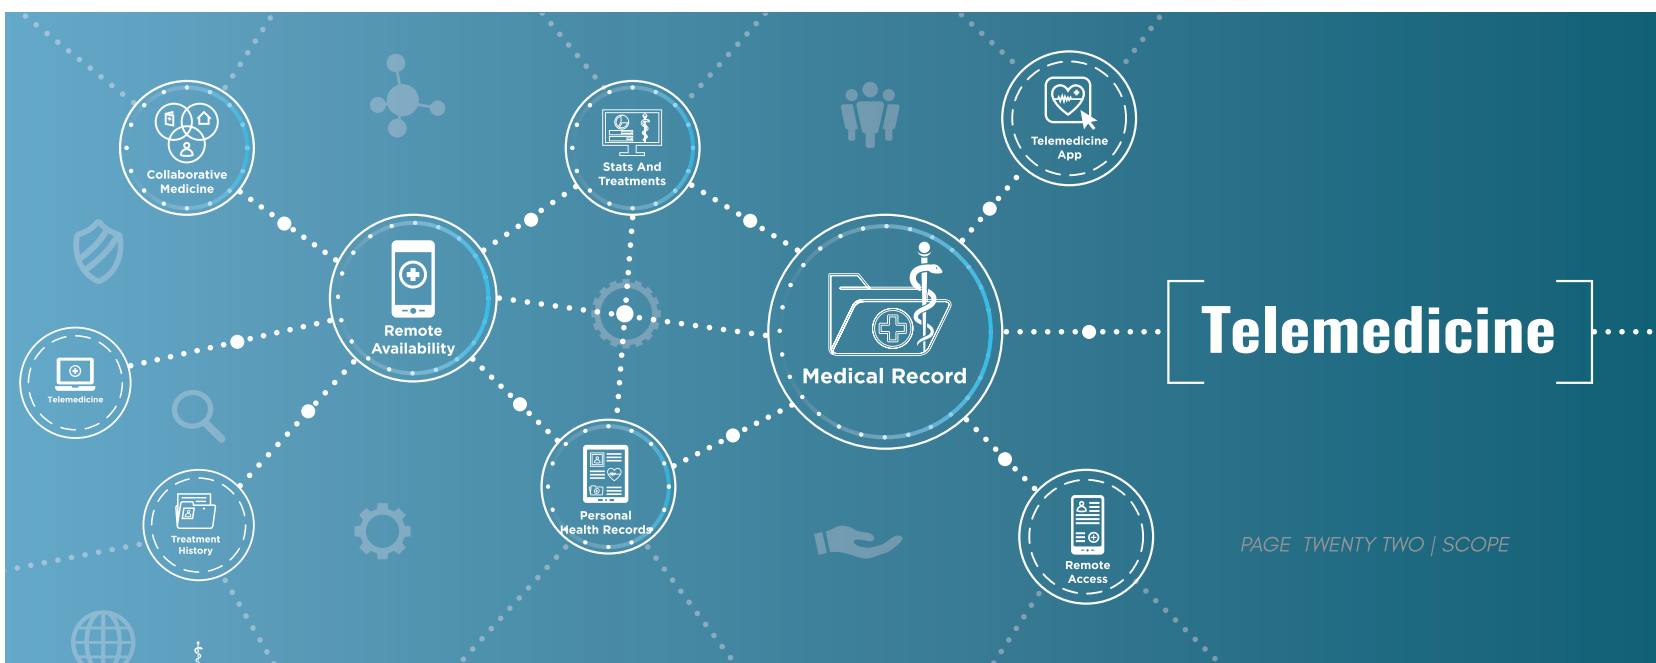 Collaborative
Medicine
Stats And
Treatments
Telemedicine
App
Remote
Availability
Medical Record
Telemedicine
Telemedicine
Treatment
History
Personal
Health Records
Remote
Access
PAGE TWENTY TWO | SCOPE